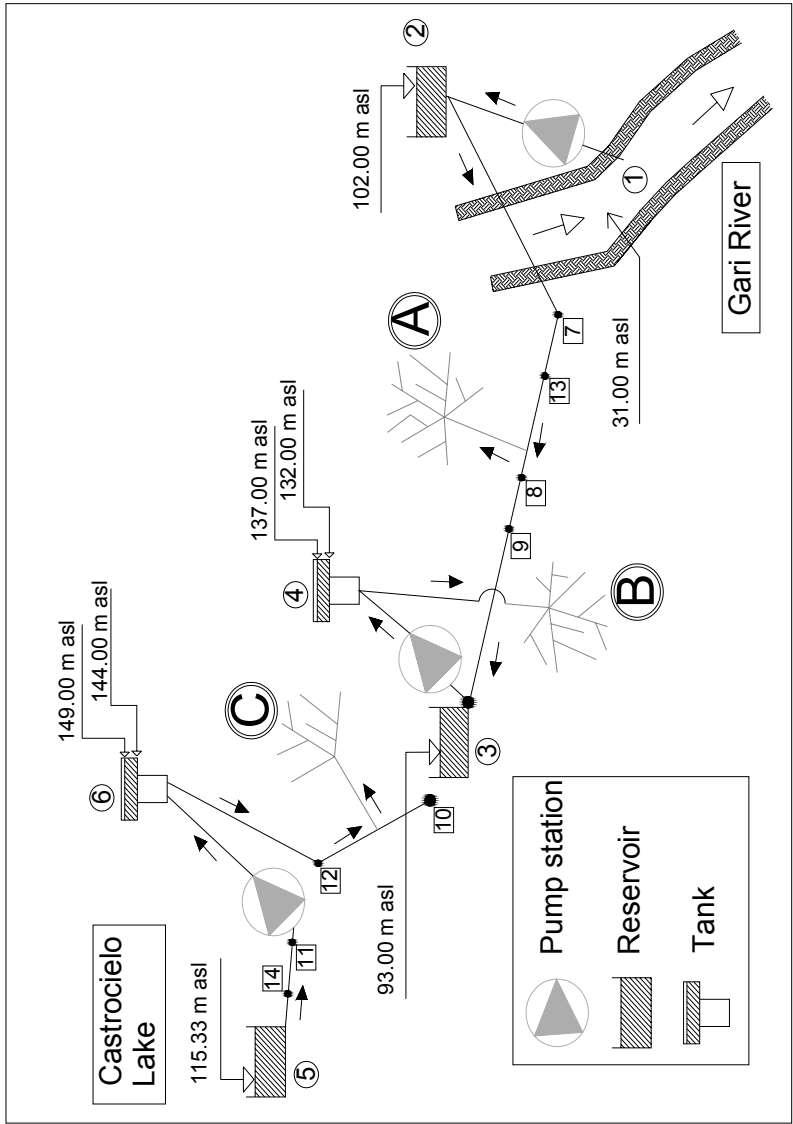 149.00 m asl
144.00 m asl
6
Castrocielo
Lake
115.33 m asl
C
137.00 m asl
132.00 m asl
14
4
5
11
12
102.00 m asl
93.00 m asl
A
2
10
3
9
8
13
7
Pump station
31.00 m asl
1
B
Reservoir
Tank
Gari River